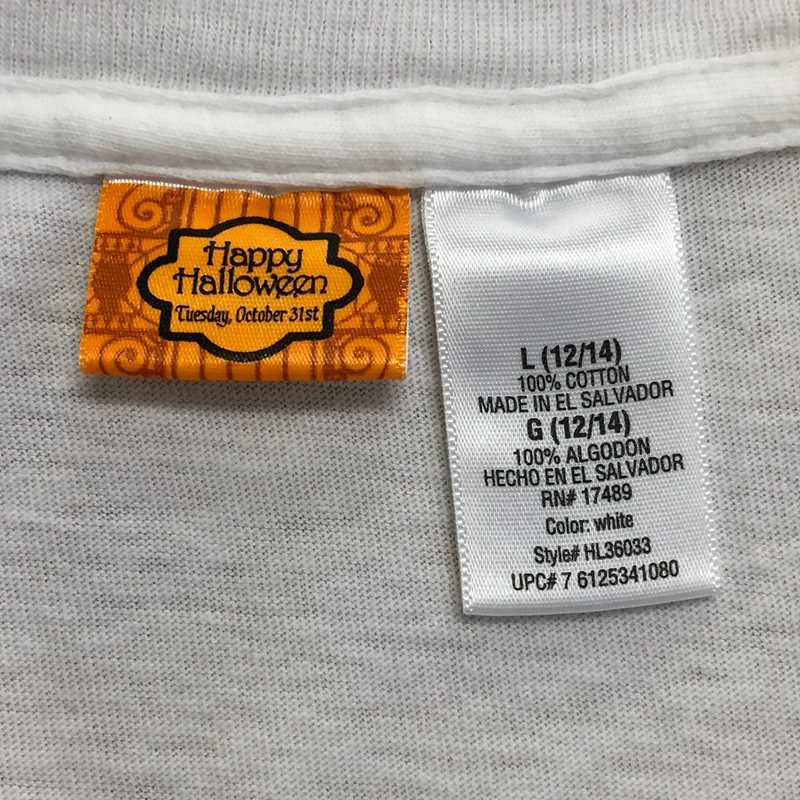 Happy
Halloween
Tuesday, October 31st
L (12/14)
100% COTTON
MADE IN EL SALVADOR
G (12/14)
100% ALGODON
HECHO EN EL SALVADOR
RN# 17489
Color: white
Style# HL36033
UPC# 7 6125341080